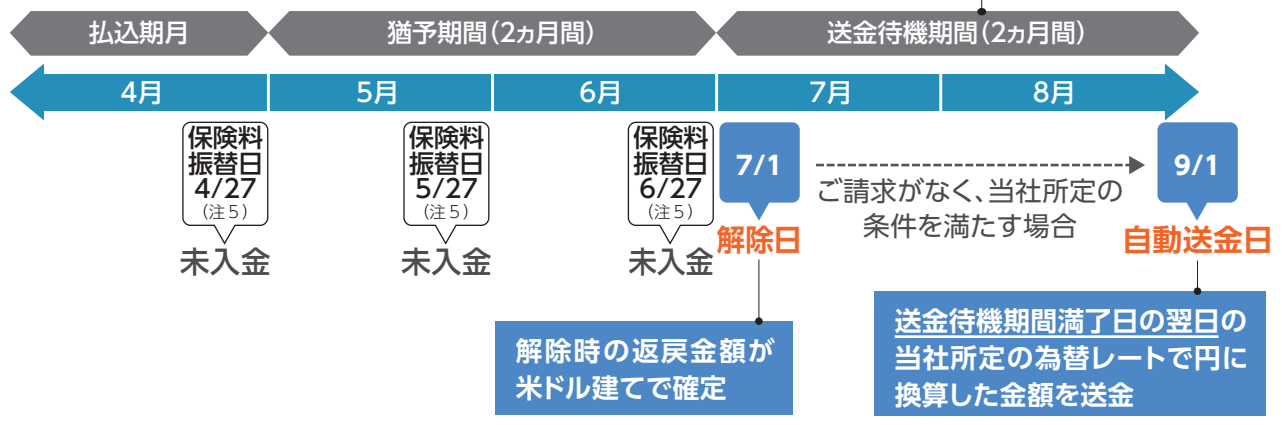 払込期月
猶予期間(2ヵ月間)
送金待機期間(2ヵ月間)
4月
5月
6月
7月
8月
保険料
振替日
4/27
(注5)
未入金
保険料
振替日
5/27
(注5)
未入金
保険料
振替日
6/27
(注5)
未入金
7/1
解除日
ご請求がなく、当社所定の
条件を満たす場合
9/1
自動送金日
解除時の返戻金額が
米ドル建てで確定
送金待機期間満了日の翌日の
当社所定の為替レートで円に
換算した金額を送金